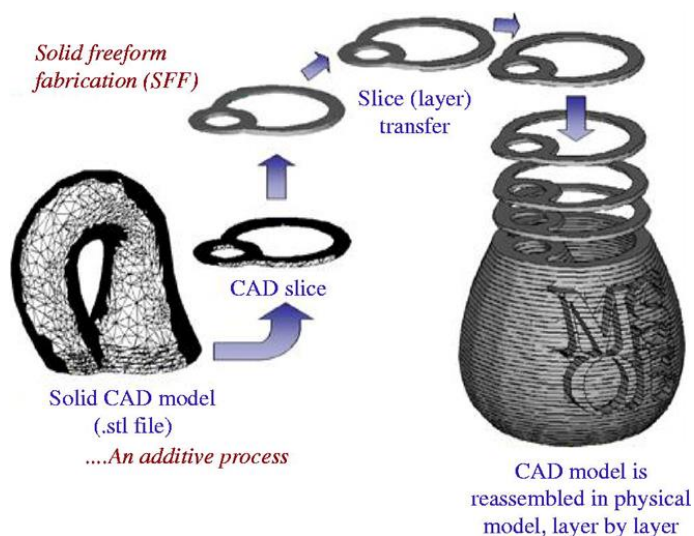 Solid freeform
fabrication (SFF)
Slice (layer)
transfer
CAD slice
Solid CAD model
(.stl file)
....An additive process
CAD model is
reassembled in physical
model, layer by layer